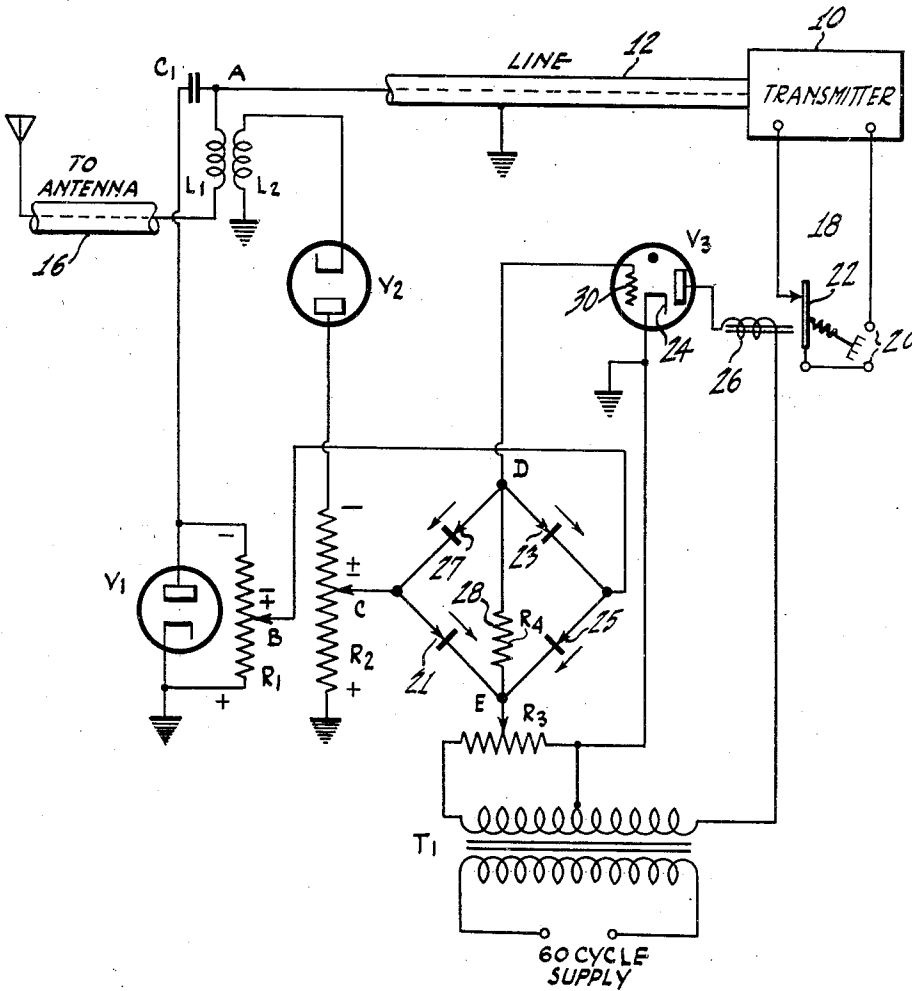 10
LINE
12
TRANSMITTER
C1
A
TO
ANTENNA
L1
L2
16
18
V3
V2
30
24
22
26
20
D
27
23
28
R4
25
21
E
R3
V1
−
∓
B
R1
+
−
±
C
R2
+
T1
60 CYCLE
SUPPLY